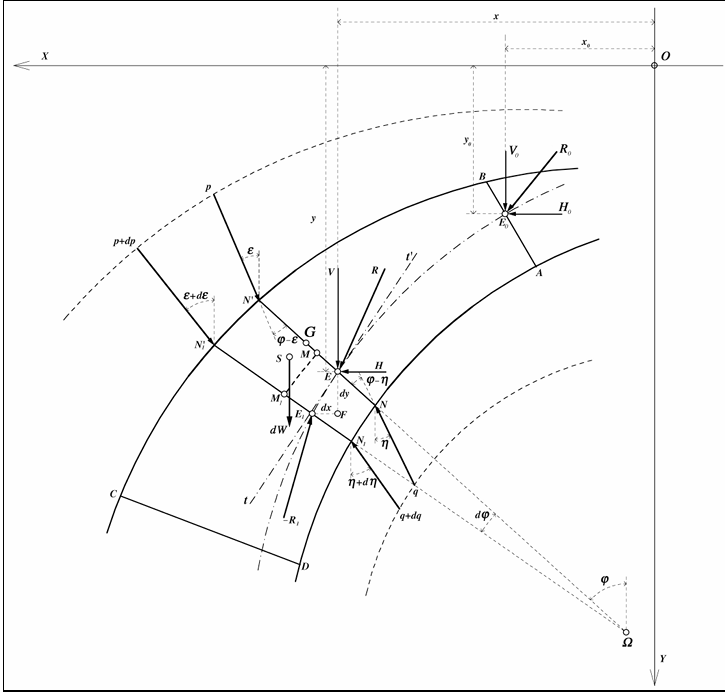 x
x₀
X
O
y₀
V₀
R₀
B
p
H₀
E₀
y
p+dp
ε
t'
A
V
R
ε+dε
N'
G
φ-ε
N'₁
S
M
H
E
φ-η
M₁
dy
E₁
dx
F
N
dW
N₁
η
C
t
η+dη
q
-R₁
q+dq
dφ
D
φ
Ω
Y